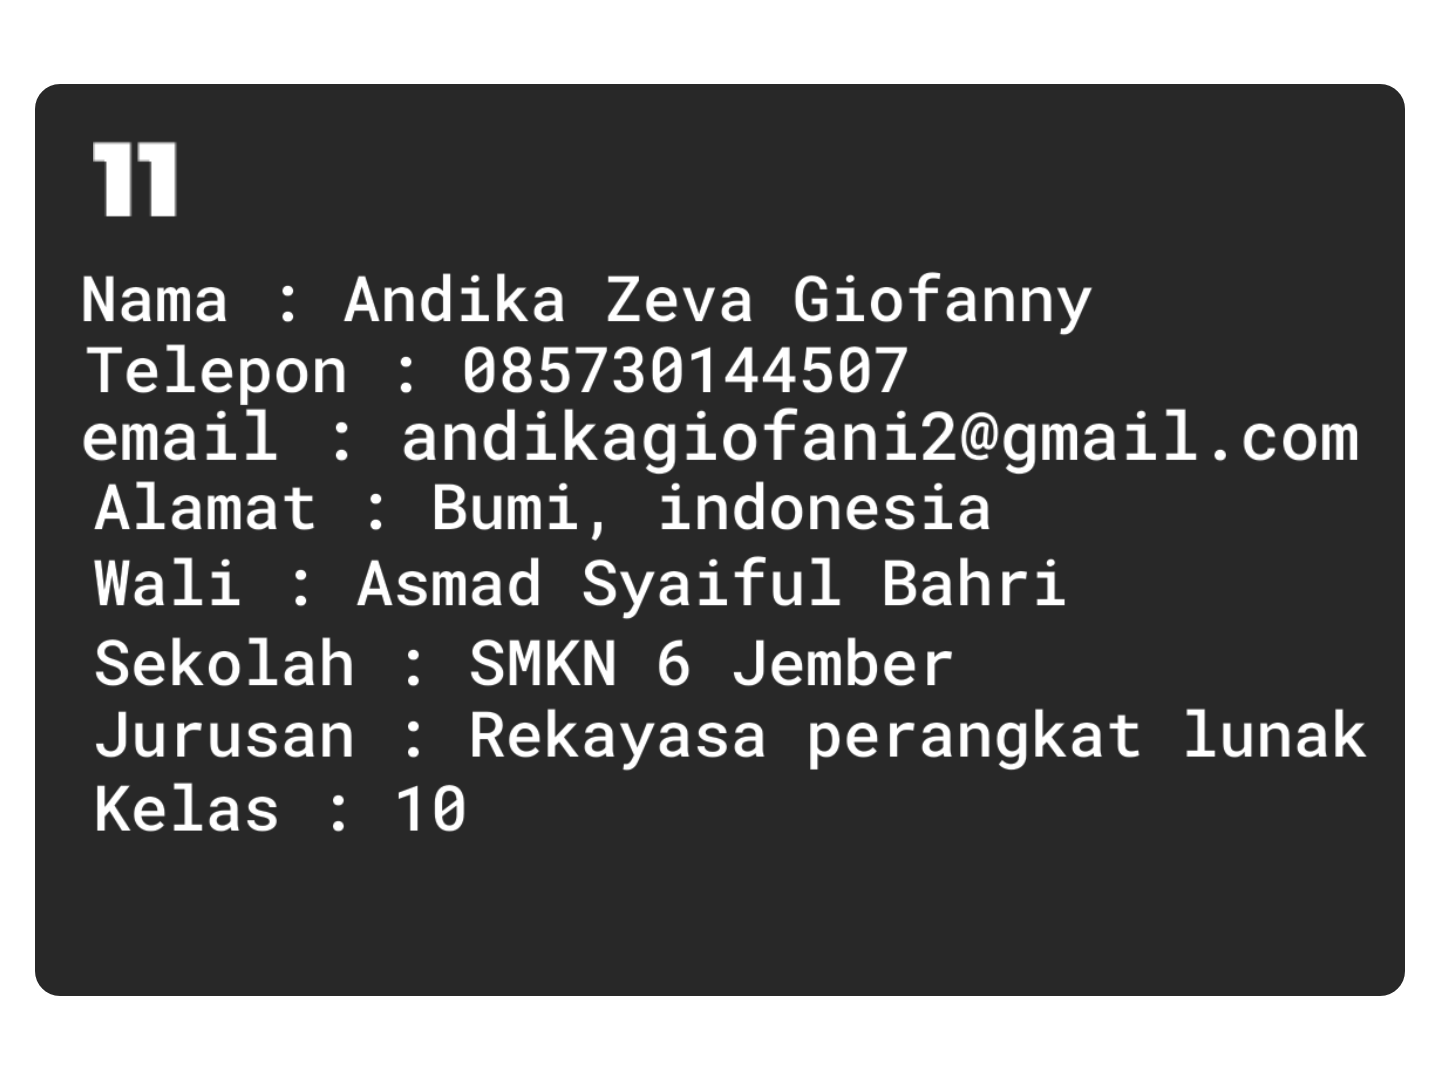 11
Nama : Andika Zeva Giofanny
Telepon : 085730144507
email : andikagiofani2@gmail.com
Alamat : Bumi, indonesia
Wali : Asmad Syaiful Bahri
Sekolah : SMKN 6 Jember
Jurusan : Rekayasa perangkat lunak
Kelas : 10